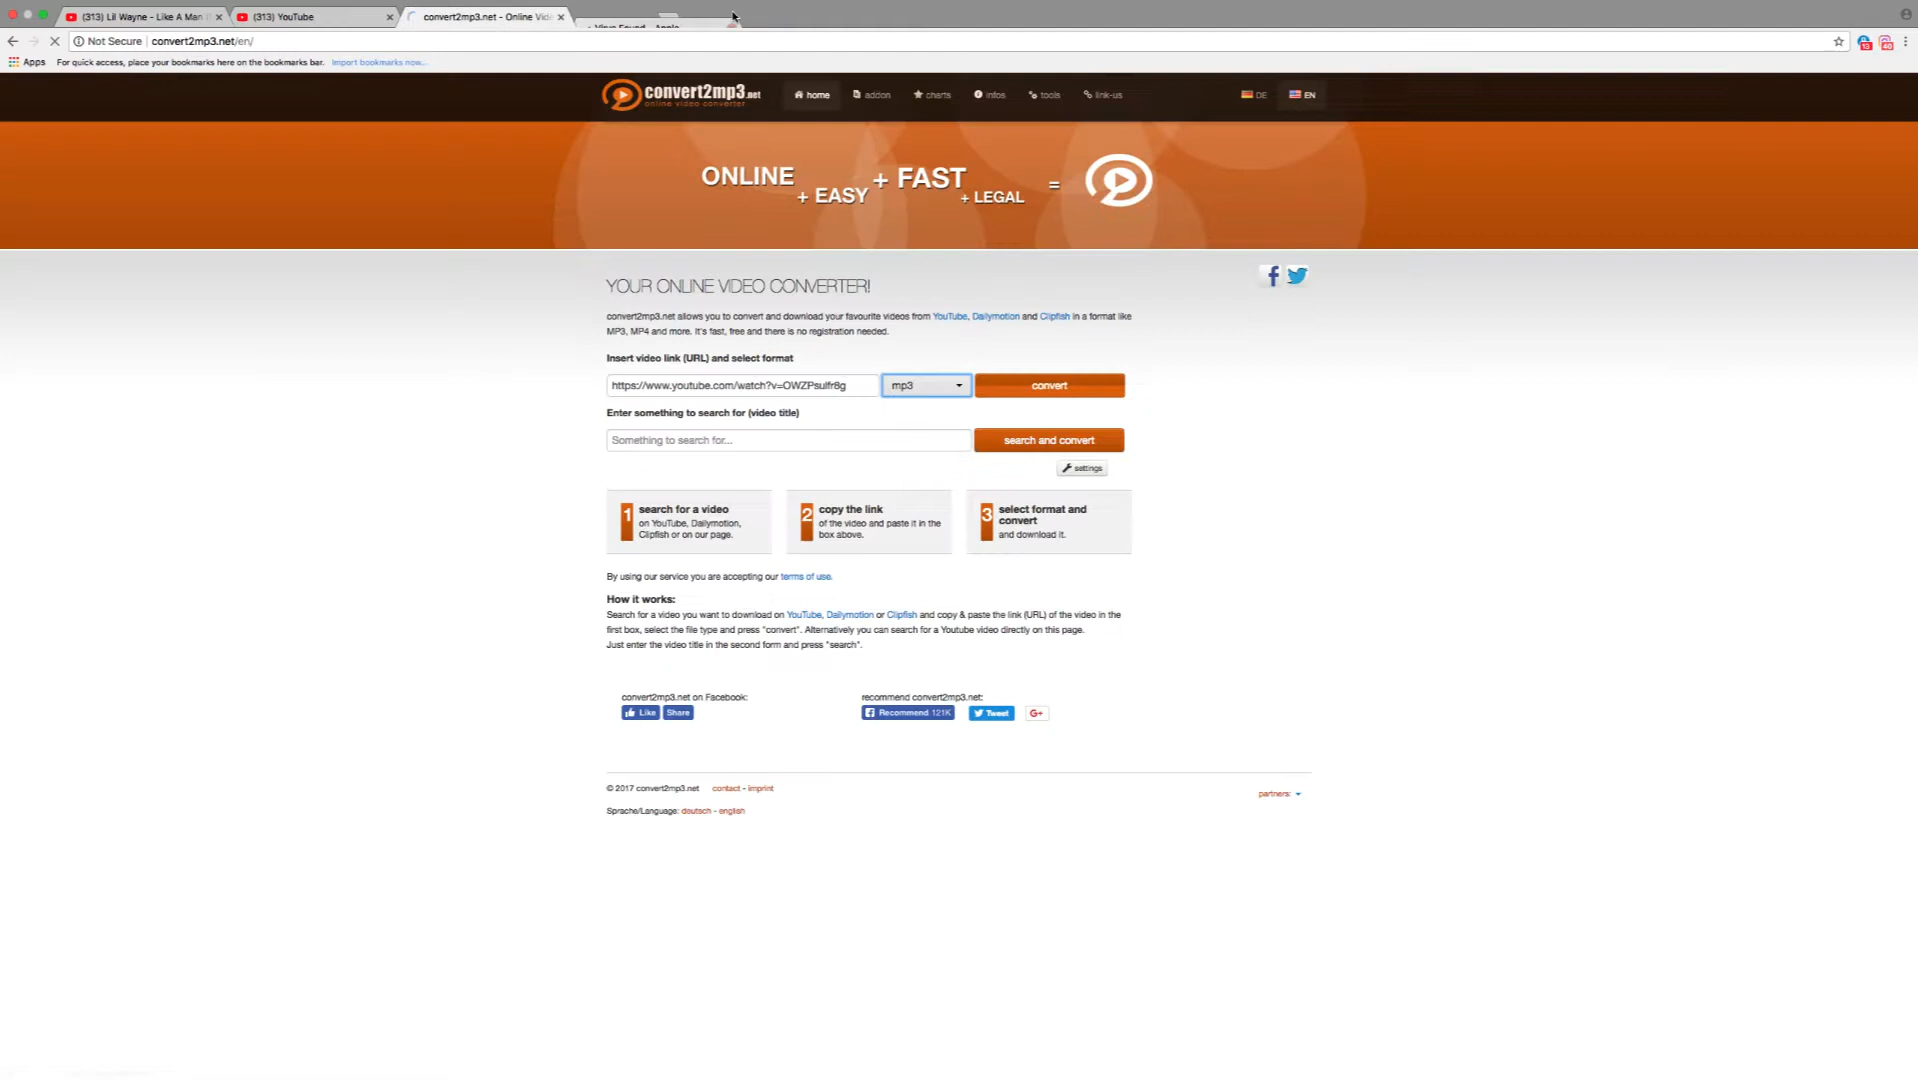 (313) Lil Wayne - Like A Man
(313) YouTube
convert2mp3.net - Online Vid
Virus Found - Apple
Not Secure | convert2mp3.net/en/
13
40
Apps For quick access, place your bookmarks here on the bookmarks bar. Import bookmarks now...
convert2mp3.net
online video converter
home
addon
charts
infos
tools
link-us
DE
EN
ONLINE + EASY + FAST + LEGAL =
YOUR ONLINE VIDEO CONVERTER!
convert2mp3.net allows you to convert and download your favourite videos from YouTube, Dailymotion and Clipfish in a format like
MP3, MP4 and more. It's fast, free and there is no registration needed.
Insert video link (URL) and select format
https://www.youtube.com/watch?v=OWZPsulfr8g
mp3
convert
Enter something to search for (video title)
Something to search for...
search and convert
settings
1 search for a video
on YouTube, Dailymotion,
Clipfish or on our page.
2 copy the link
of the video and paste it in the
box above.
3 select format and
convert
and download it.
By using our service you are accepting our terms of use.
How it works:
Search for a video you want to download on YouTube, Dailymotion or Clipfish and copy & paste the link (URL) of the video in the
first box, select the file type and press "convert". Alternatively you can search for a Youtube video directly on this page.
Just enter the video title in the second form and press "search".
convert2mp3.net on Facebook:
Like
Share
recommend convert2mp3.net:
Recommend 121K
Tweet
G+
© 2017 convert2mp3.net contact - imprint
partners:
Sprache/Language: deutsch - english